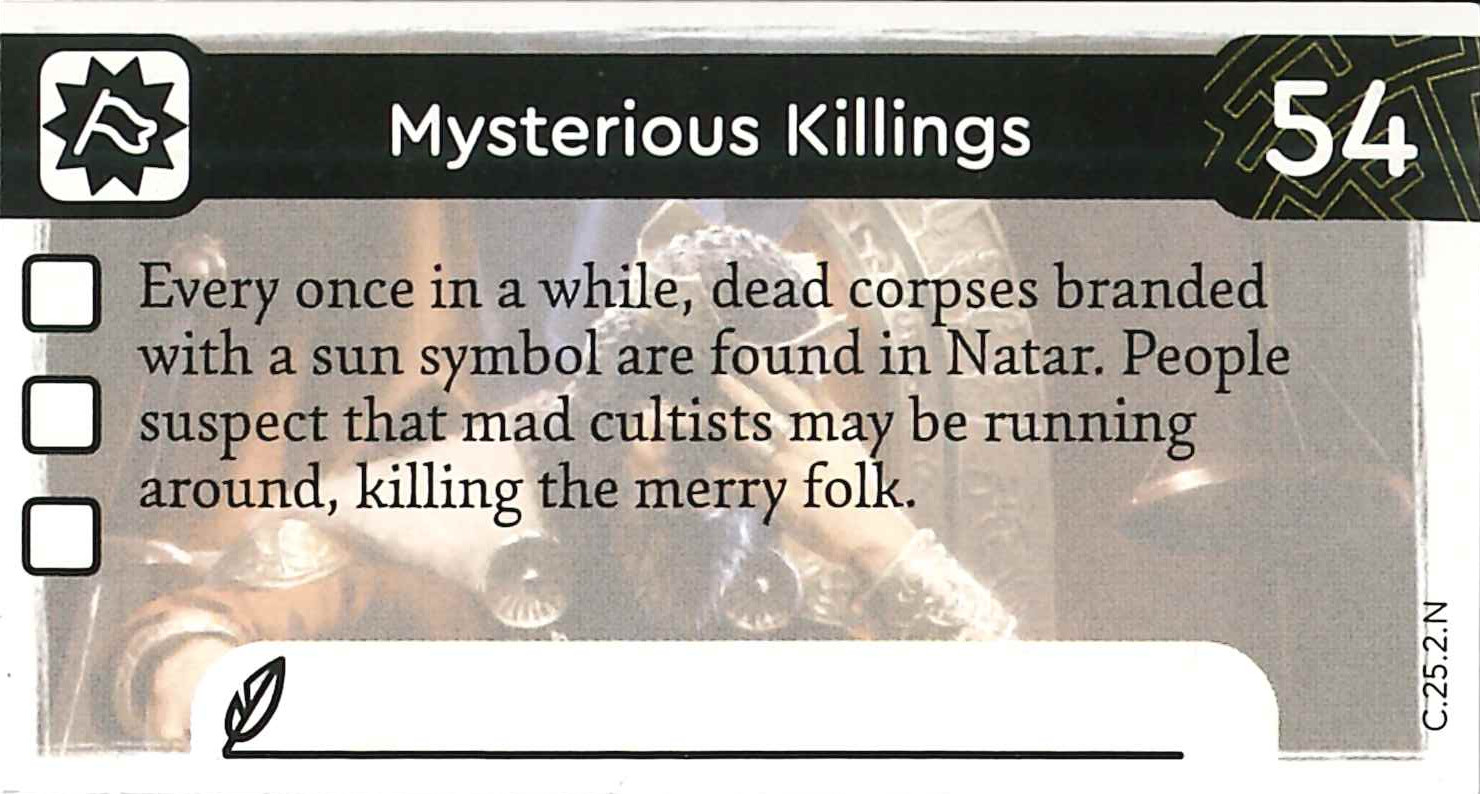 Mysterious Killings
54
Every once in a while, dead corpses branded
with a sun symbol are found in Natar. People
suspect that mad cultists may be running
around, killing the merry folk.
C.25.2.N